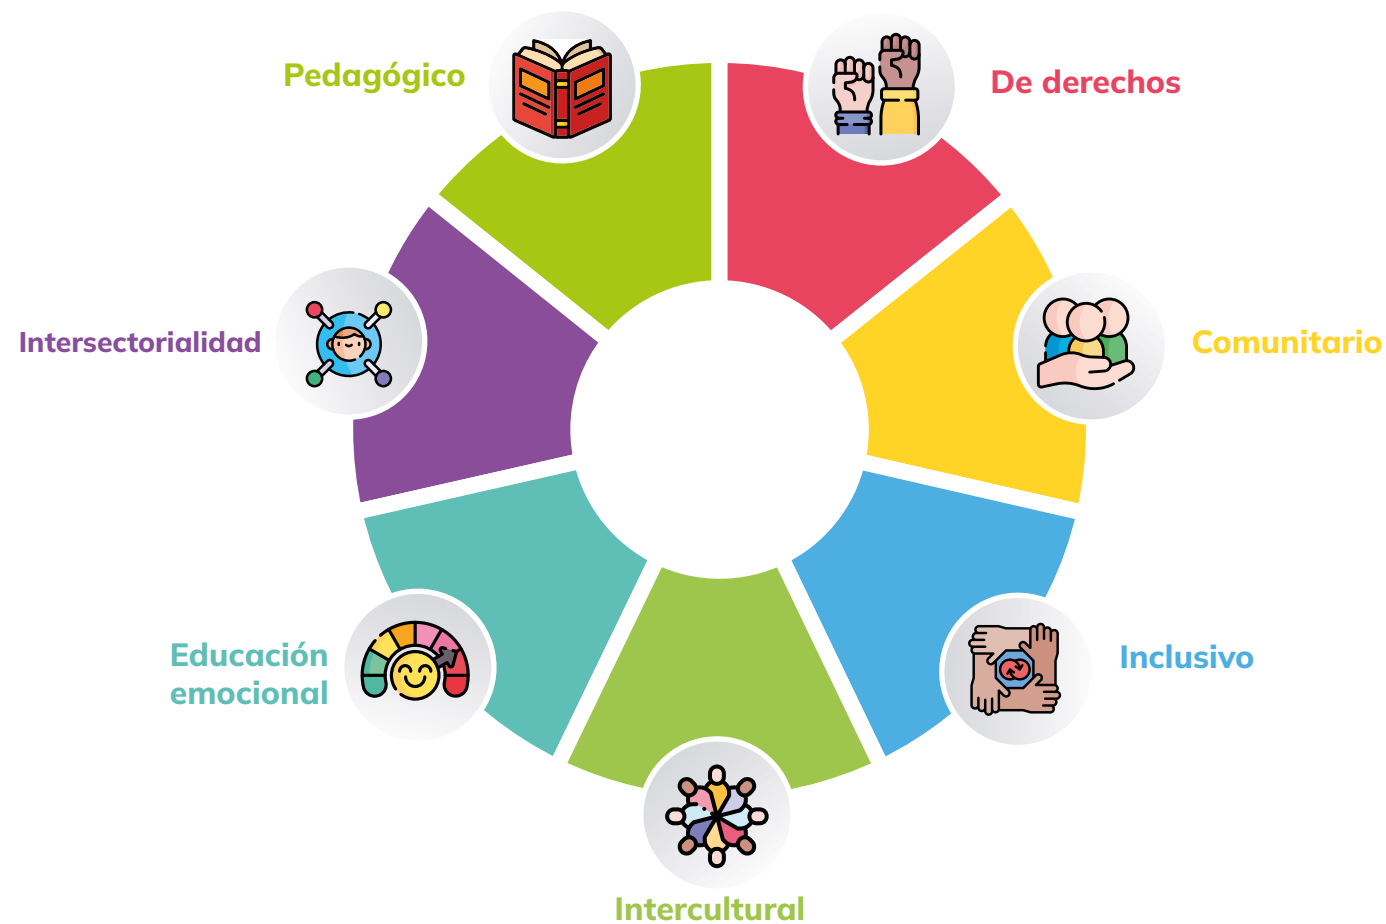 Pedagógico
De derechos
Intersectorialidad
Comunitario
Educación
emocional
Inclusivo
Intercultural